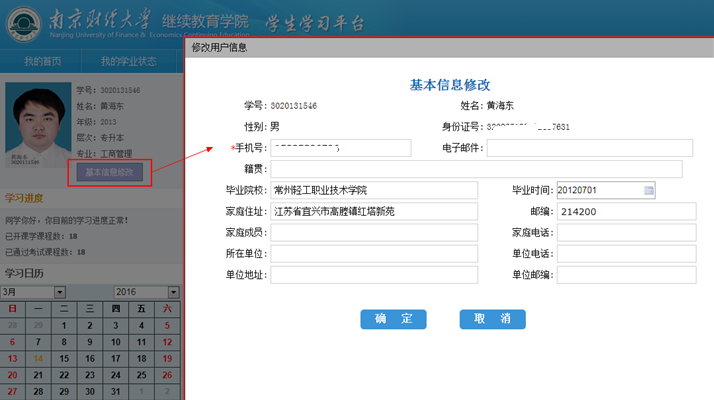 南京财经大学 继续教育学院 学生学习平台
Nanjing University of Finance & Economics Continuing Education
我的首页 我的学业状态
学号: 3020131546
姓名: 黄海东
年级: 2013
层次: 专升本
专业: 工商管理
黄海东
3020131546
基本信息修改
学习进度
同学你好,你目前的学习进度正常!
已开课学课程数: 18
已通过考试课程数: 18
学习日历
3月 2016
日 一 二 三 四 五 六
28 29 1 2 3 4 5
6 7 8 9 10 11 12
13 14 15 16 17 18 19
20 21 22 23 24 25 26
27 28 29 30 31 1 2
修改用户信息
基本信息修改
学号: 3020131546 姓名: 黄海东
性别: 男 身份证号:
*手机号: 电子邮件:
籍贯:
毕业院校: 常州轻工职业技术学院 毕业时间: 20120701
家庭住址: 江苏省宜兴市高塍镇红塔新苑 邮编: 214200
家庭成员: 家庭电话:
所在单位: 单位电话:
单位地址: 单位邮编:
确 定 取 消